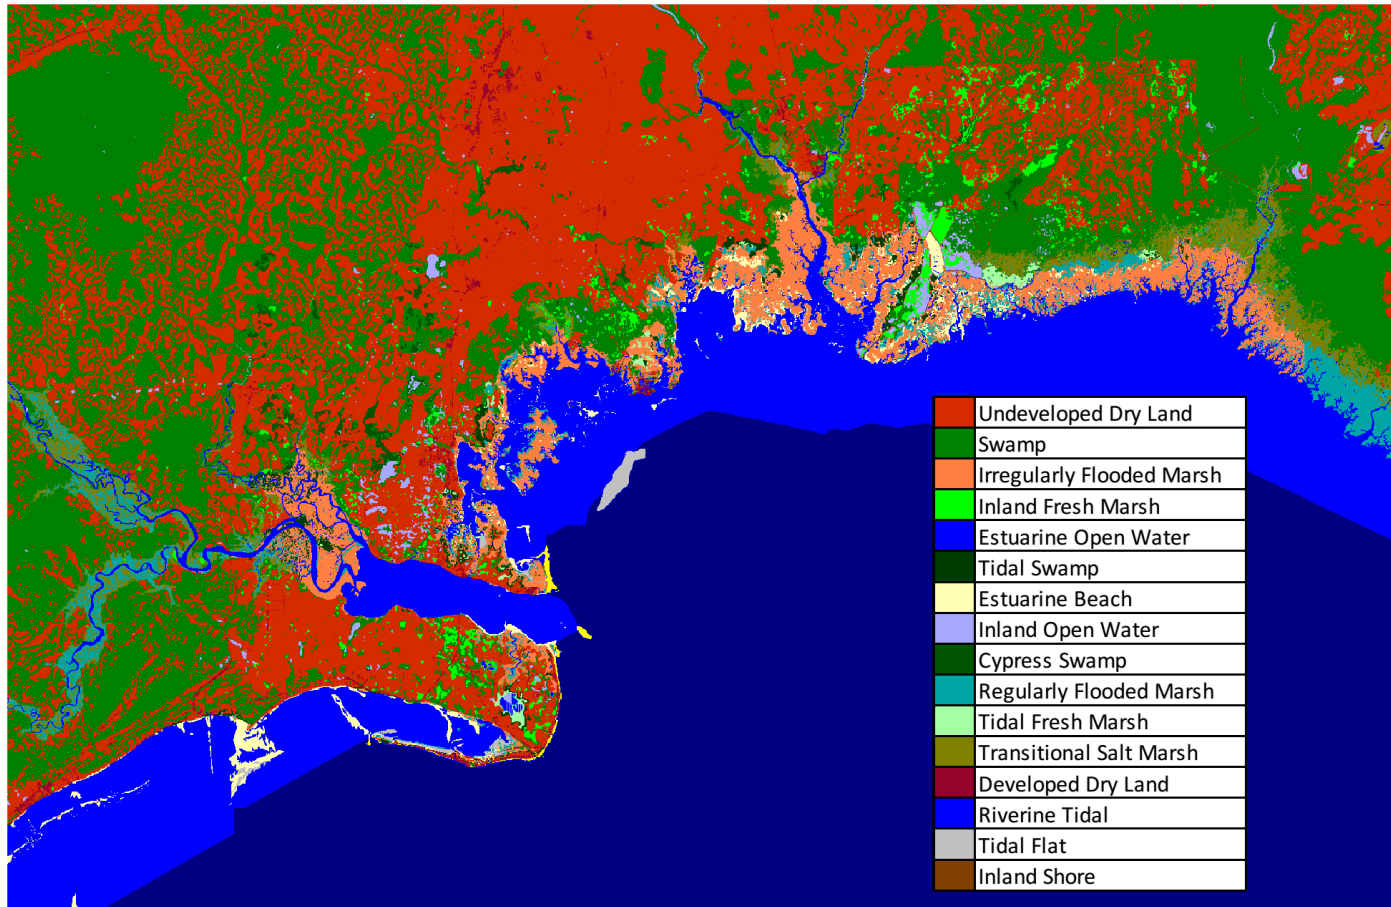 Undeveloped Dry Land
Swamp
Irregularly Flooded Marsh
Inland Fresh Marsh
Estuarine Open Water
Tidal Swamp
Estuarine Beach
Inland Open Water
Cypress Swamp
Regularly Flooded Marsh
Tidal Fresh Marsh
Transitional Salt Marsh
Developed Dry Land
Riverine Tidal
Tidal Flat
Inland Shore